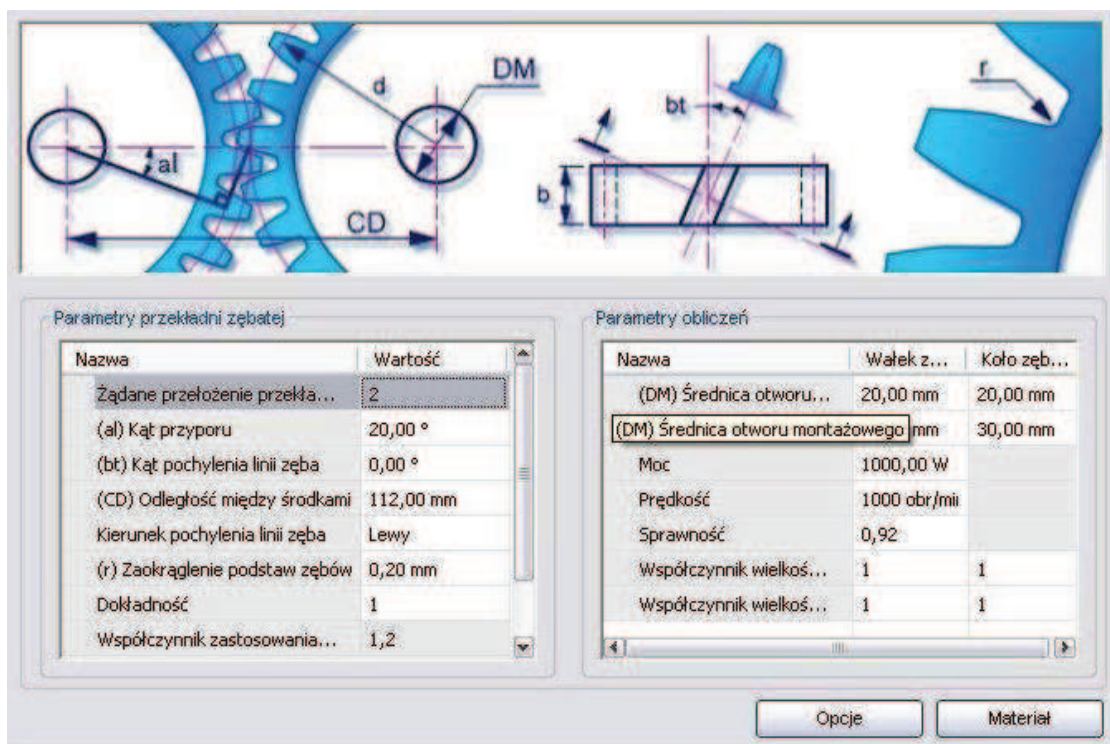 DM
d
al
CD
bt
b
r
Parametry przekładni zębatej
Nazwa Wartość
Żądane przełożenie przekła... 2
(al) Kąt przyporu 20,00 °
(bt) Kąt pochylenia linii zęba 0,00 °
(CD) Odległość między środkami 112,00 mm
Kierunek pochylenia linii zęba Lewy
(r) Zaokrąglenie podstaw zębów 0,20 mm
Dokładność 1
Współczynnik zastosowania... 1,2
Parametry obliczeń
Nazwa Wałek z... Koło zęb...
(DM) Średnica otworu... 20,00 mm 20,00 mm
(DM) Średnica otworu montażowego mm 30,00 mm
Moc 1000,00 W
Prędkość 1000 obr/min
Sprawność 0,92
Współczynnik wielkoś... 1 1
Współczynnik wielkoś... 1 1
Opcje Materiał